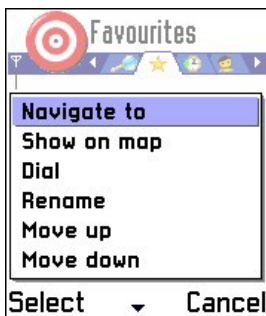 Favourites
Navigate to
Show on map
Dial
Rename
Move up
Move down
Select Cancel